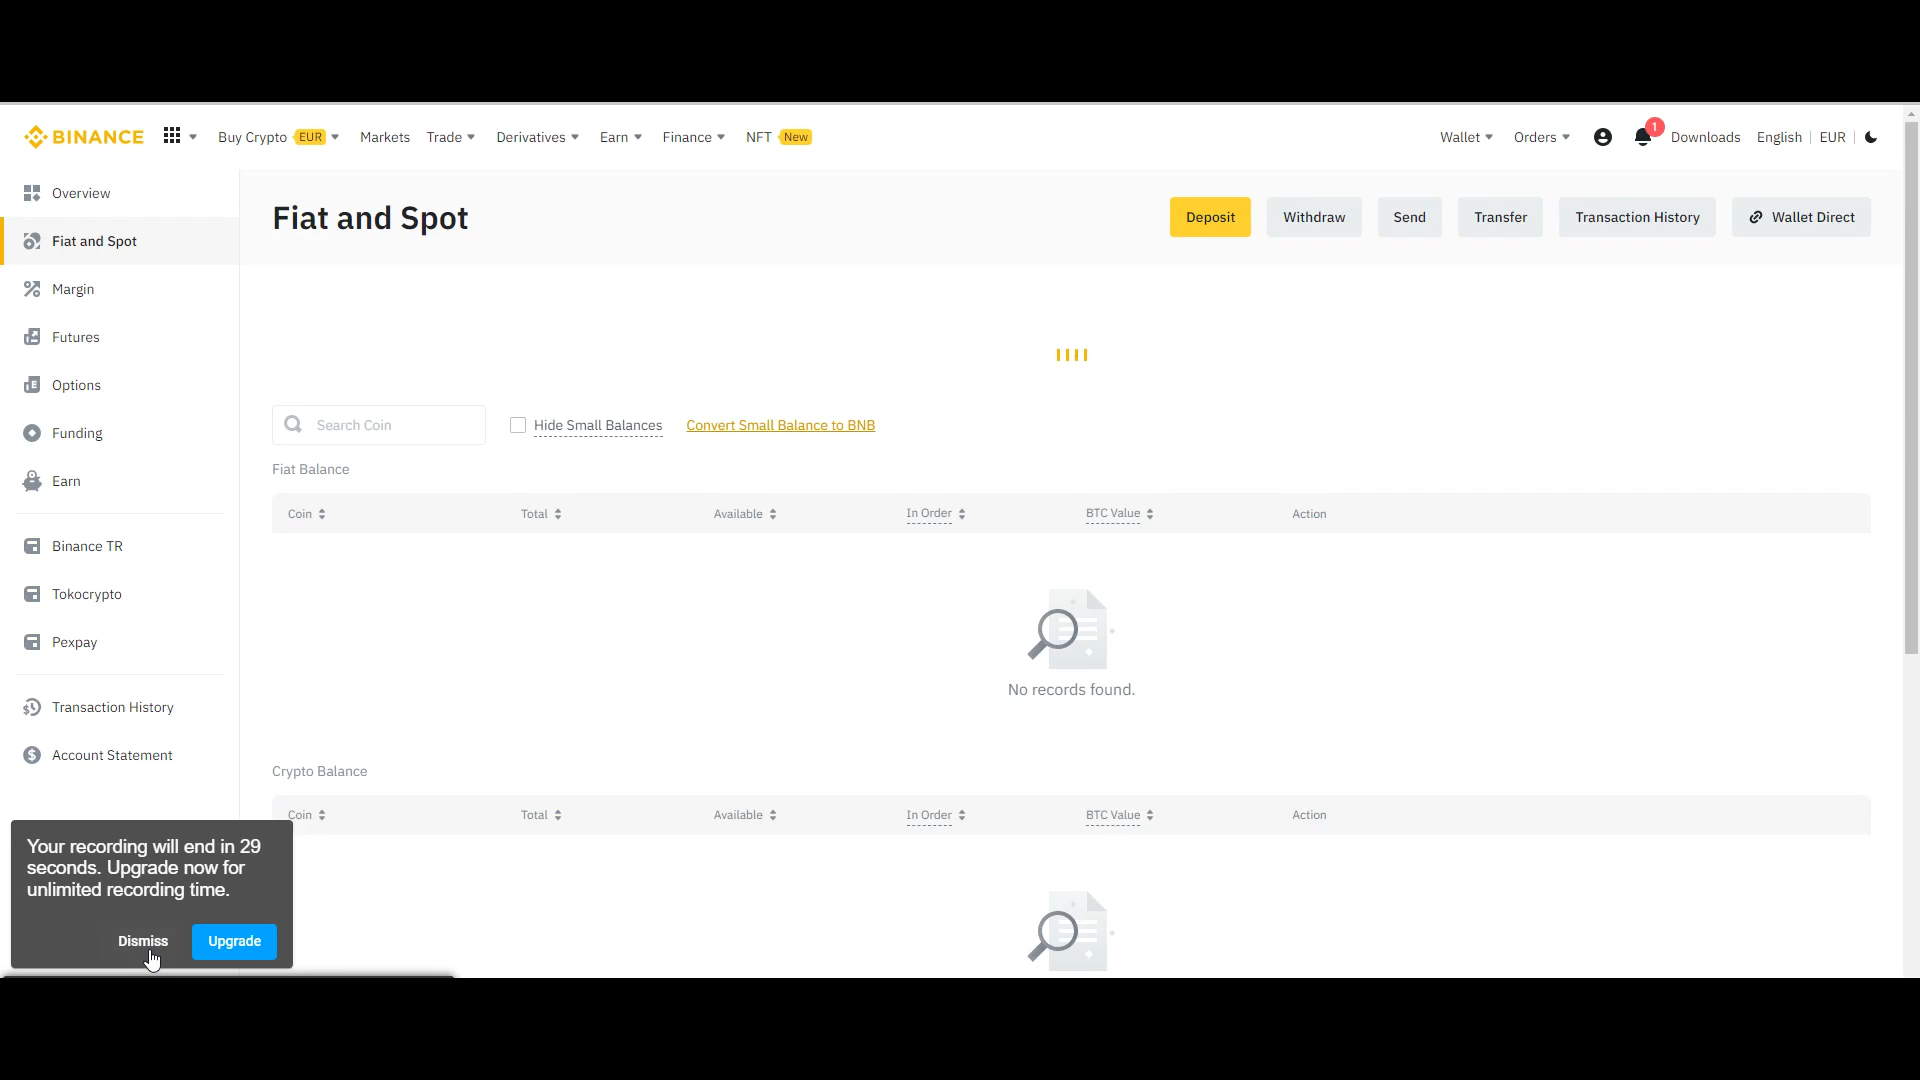 BINANCE
Buy Crypto EUR
Markets
Trade
Derivatives
Earn
Finance
NFT New
Wallet
Orders
1
Downloads
English
EUR
Overview
Fiat and Spot
Margin
Futures
Options
Funding
Earn
Binance TR
Tokocrypto
Pexpay
Transaction History
Account Statement
Fiat and Spot
Deposit
Withdraw
Send
Transfer
Transaction History
Wallet Direct
Search Coin
Hide Small Balances
Convert Small Balance to BNB
Fiat Balance
Coin Total Available In Order BTC Value Action
No records found.
Crypto Balance
Coin Total Available In Order BTC Value Action
Your recording will end in 29
seconds. Upgrade now for
unlimited recording time.
Dismiss Upgrade